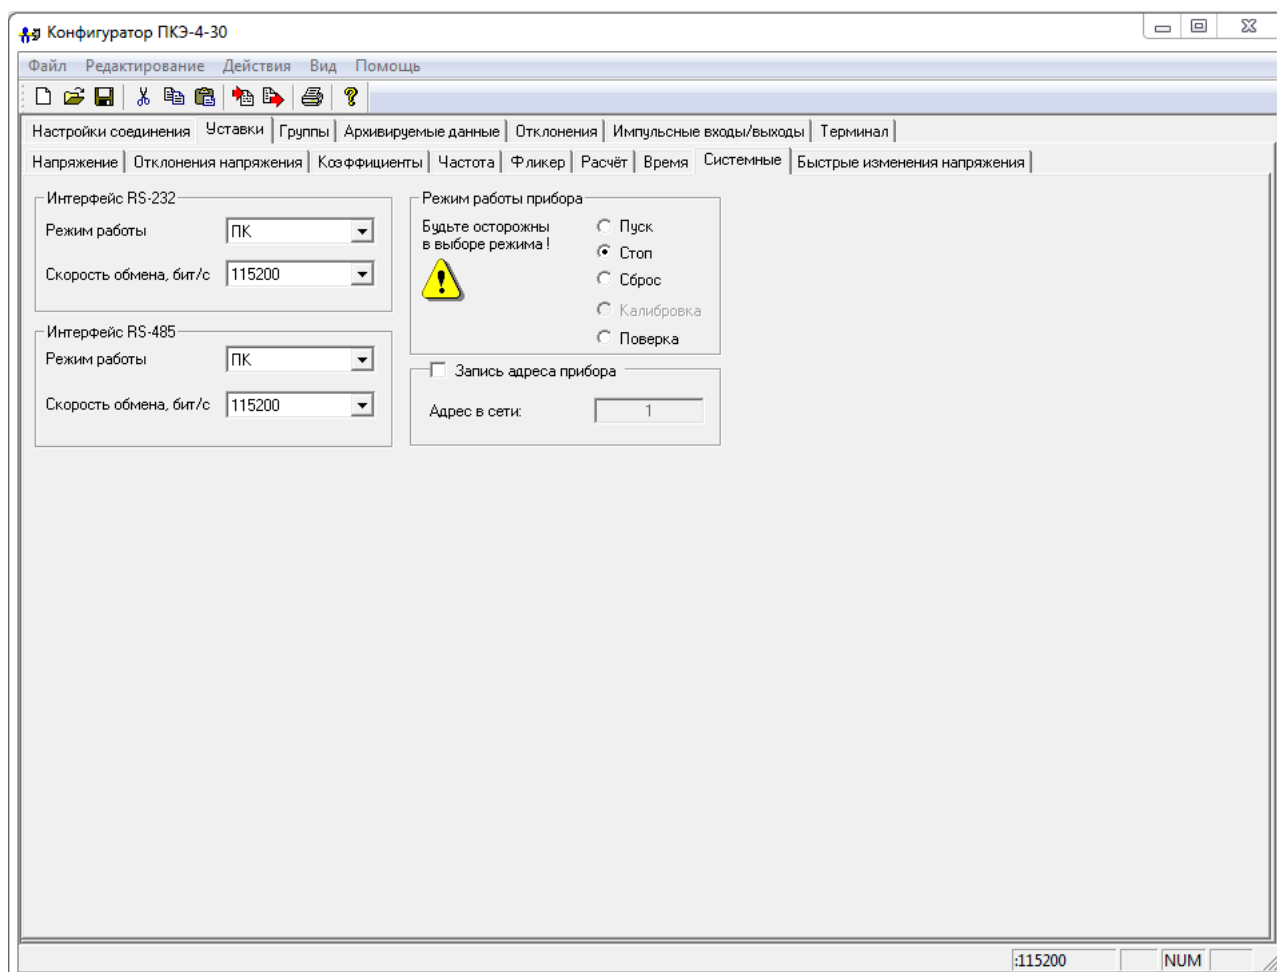 Конфигуратор ПКЭ-4-30
Файл Редактирование Действия Вид Помощь
Настройки соединения Уставки Группы Архивируемые данные Отклонения Импульсные входы/выходы Терминал
Напряжение Отклонения напряжения Коэффициенты Частота Фликер Расчёт Время Системные Быстрые изменения напряжения
Интерфейс RS-232
Режим работы ПК
Скорость обмена, бит/с 115200
Интерфейс RS-485
Режим работы ПК
Скорость обмена, бит/с 115200
Режим работы прибора
Будьте осторожны
в выборе режима !
Пуск
Стоп
Сброс
Калибровка
Поверка
Запись адреса прибора
Адрес в сети: 1
:115200 NUM